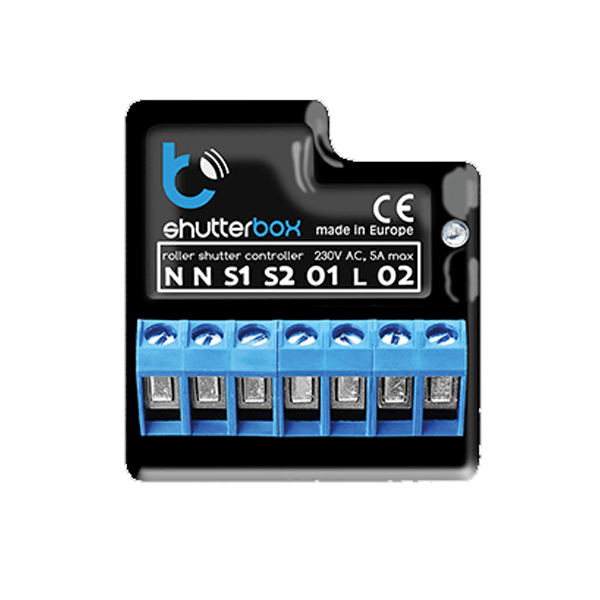 CE
shutterbox made in Europe
roller shutter controller 230V AC, 5A max
N N S1 S2 O1 L O2